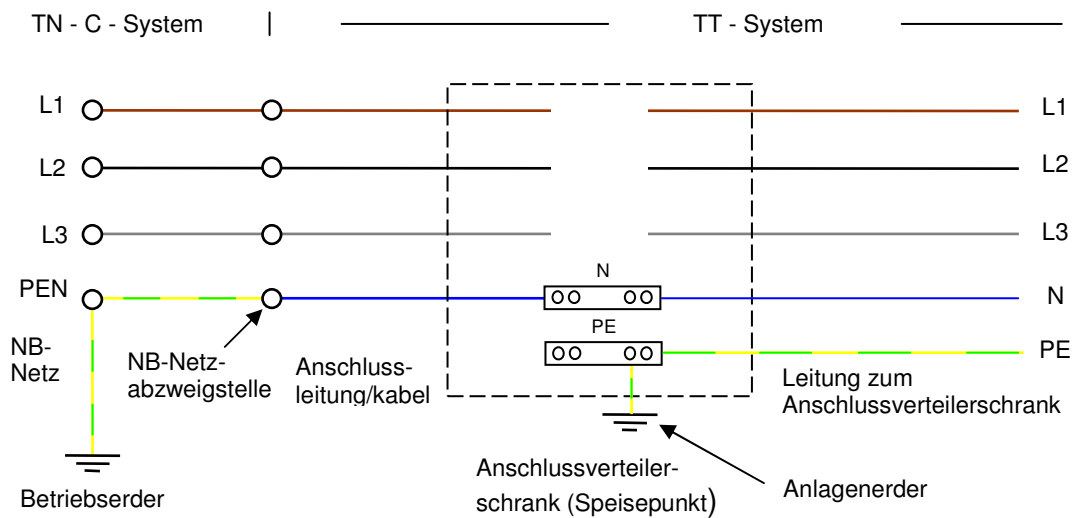 TN - C - System | TT - System
L1 L1
L2 L2
L3 L3
PEN N N
PE PE
NB-
Netz
NB-Netz-
abzweigstelle
Anschluss-
leitung/kabel
Leitung zum
Anschlussverteilerschrank
Betriebserder
Anschlussverteiler-
schrank (Speisepunkt)
Anlagenerder